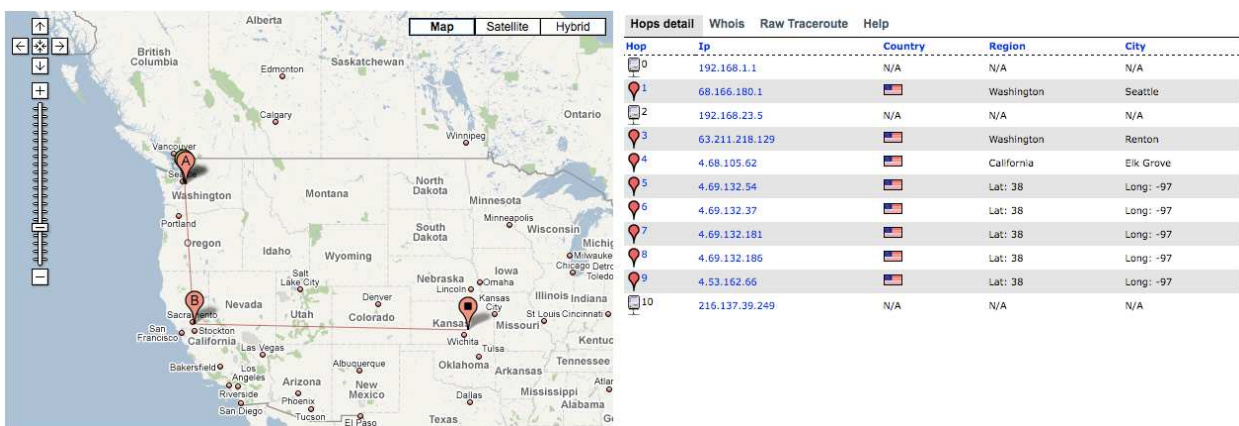 Map Satellite Hybrid
Alberta
British
Columbia
Saskatchewan
Edmonton
Calgary
Ontario
Winnipeg
Vancouver
A
Washington
North
Dakota
Montana
Minnesota
Portland
Minneapolis
South
Dakota
Wisconsin
Oregon
Idaho
Wyoming
Milwauke
Chicago Detro
Toledo
Salt
Lake City
Nebraska
Iowa
Omaha
Lincoln
B
Nevada
Denver
Kansas
City
Illinois Indiana
Sacramento
Utah
Colorado
St Louis Cincinnati
San
Francisco
Stockton
California
Kansas
Missouri
Wichita
Kentuc
Las Vegas
Tulsa
Bakersfield
Los
Angeles
Albuquerque
Oklahoma
Arkansas
Tennessee
Riverside
Arizona
New
Mexico
Phoenix
Dallas
Mississippi
Atlar
Alabama
San Diego
Tucson
El Paso
Texas
Hops detail Whois Raw Traceroute Help
Hop Ip Country Region City
0 192.168.1.1 N/A N/A N/A
1 68.166.180.1 Washington Seattle
2 192.168.23.5 N/A N/A N/A
3 63.211.218.129 Washington Renton
4 4.68.105.62 California Elk Grove
5 4.69.132.54 Lat: 38 Long: -97
6 4.69.132.37 Lat: 38 Long: -97
7 4.69.132.181 Lat: 38 Long: -97
8 4.69.132.186 Lat: 38 Long: -97
9 4.53.162.66 Lat: 38 Long: -97
10 216.137.39.249 N/A N/A N/A